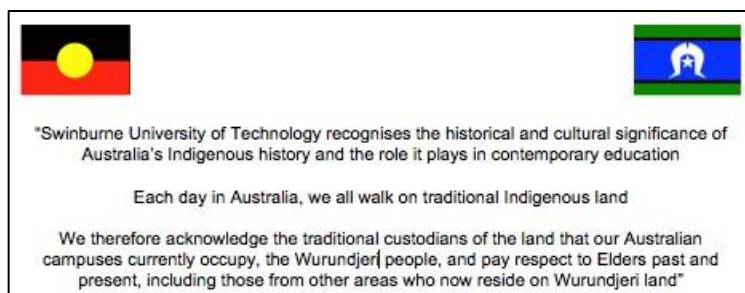 "Swinburne University of Technology recognises the historical and cultural significance of
Australia's Indigenous history and the role it plays in contemporary education
Each day in Australia, we all walk on traditional Indigenous land
We therefore acknowledge the traditional custodians of the land that our Australian
campuses currently occupy, the Wurundjeri people, and pay respect to Elders past and
present, including those from other areas who now reside on Wurundjeri land"